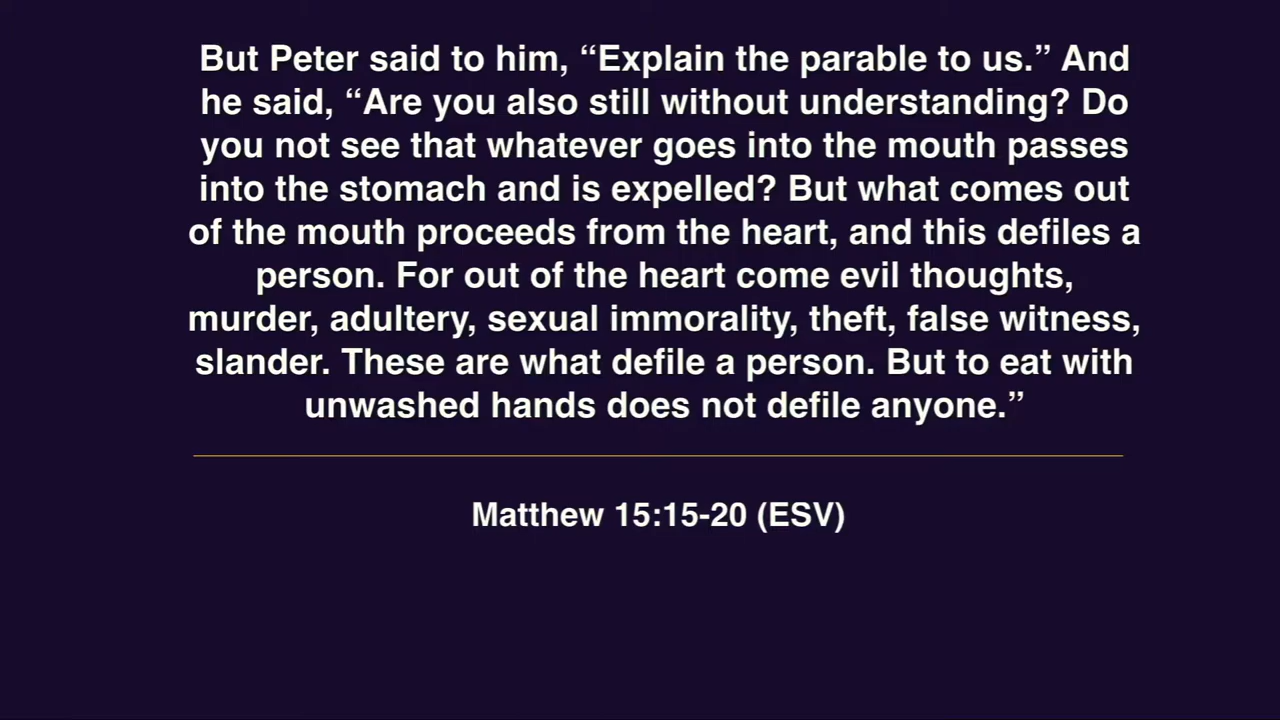 But Peter said to him, “Explain the parable to us.” And
he said, “Are you also still without understanding? Do
you not see that whatever goes into the mouth passes
into the stomach and is expelled? But what comes out
of the mouth proceeds from the heart, and this defiles a
person. For out of the heart come evil thoughts,
murder, adultery, sexual immorality, theft, false witness,
slander. These are what defile a person. But to eat with
unwashed hands does not defile anyone.”
Matthew 15:15-20 (ESV)